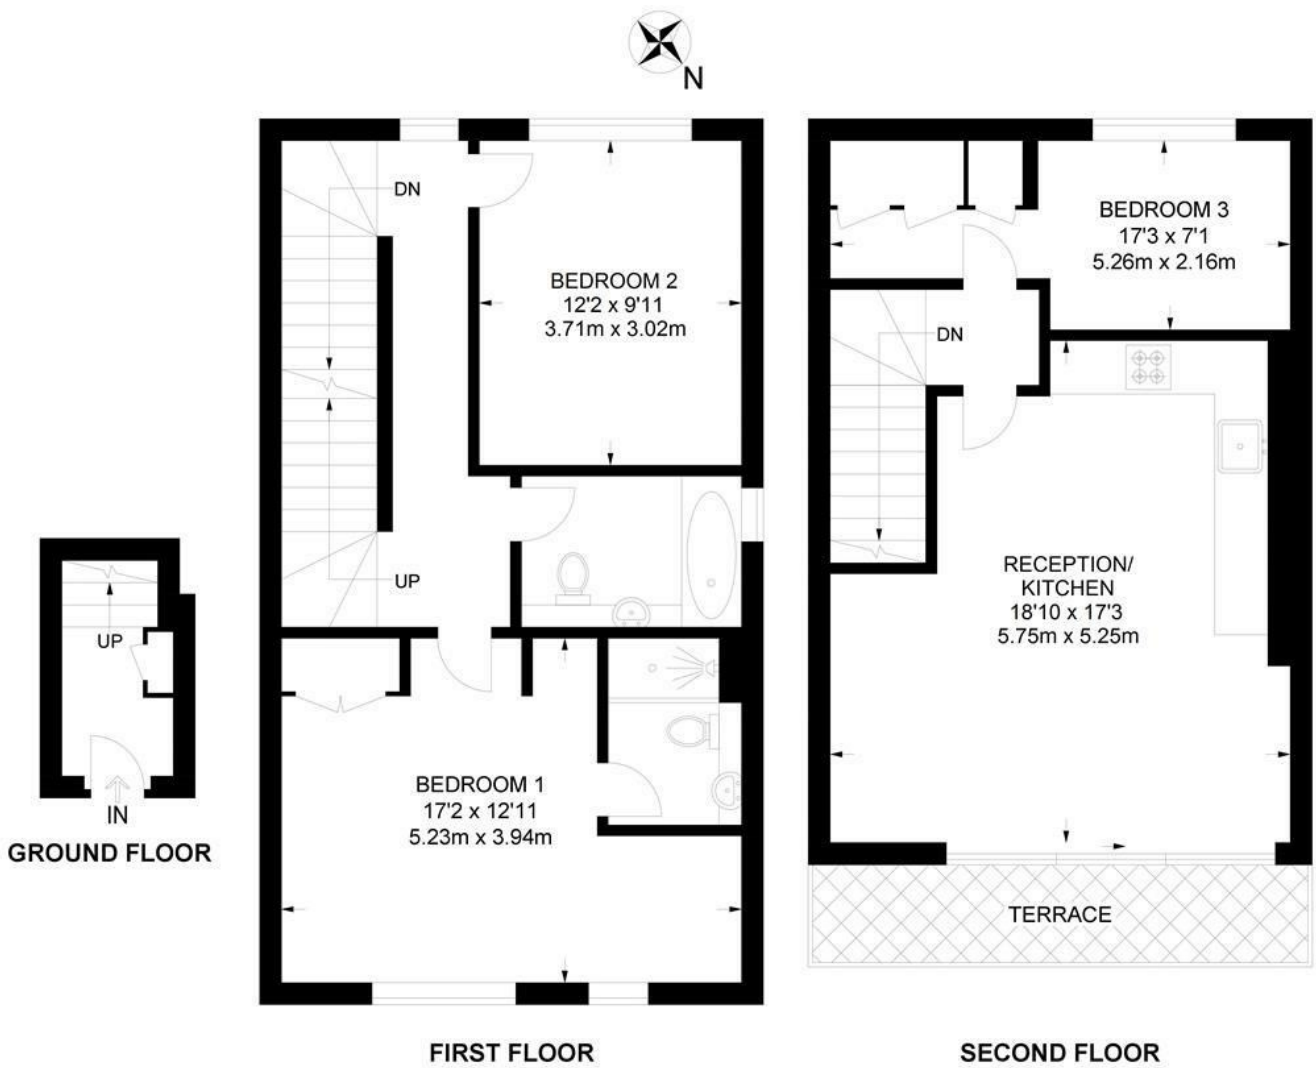 N
DN
BEDROOM 2
12'2 x 9'11
3.71m x 3.02m
UP
BEDROOM 1
17'2 x 12'11
5.23m x 3.94m
FIRST FLOOR
UP
IN
GROUND FLOOR
BEDROOM 3
17'3 x 7'1
5.26m x 2.16m
DN
RECEPTION/
KITCHEN
18'10 x 17'3
5.75m x 5.25m
TERRACE
SECOND FLOOR